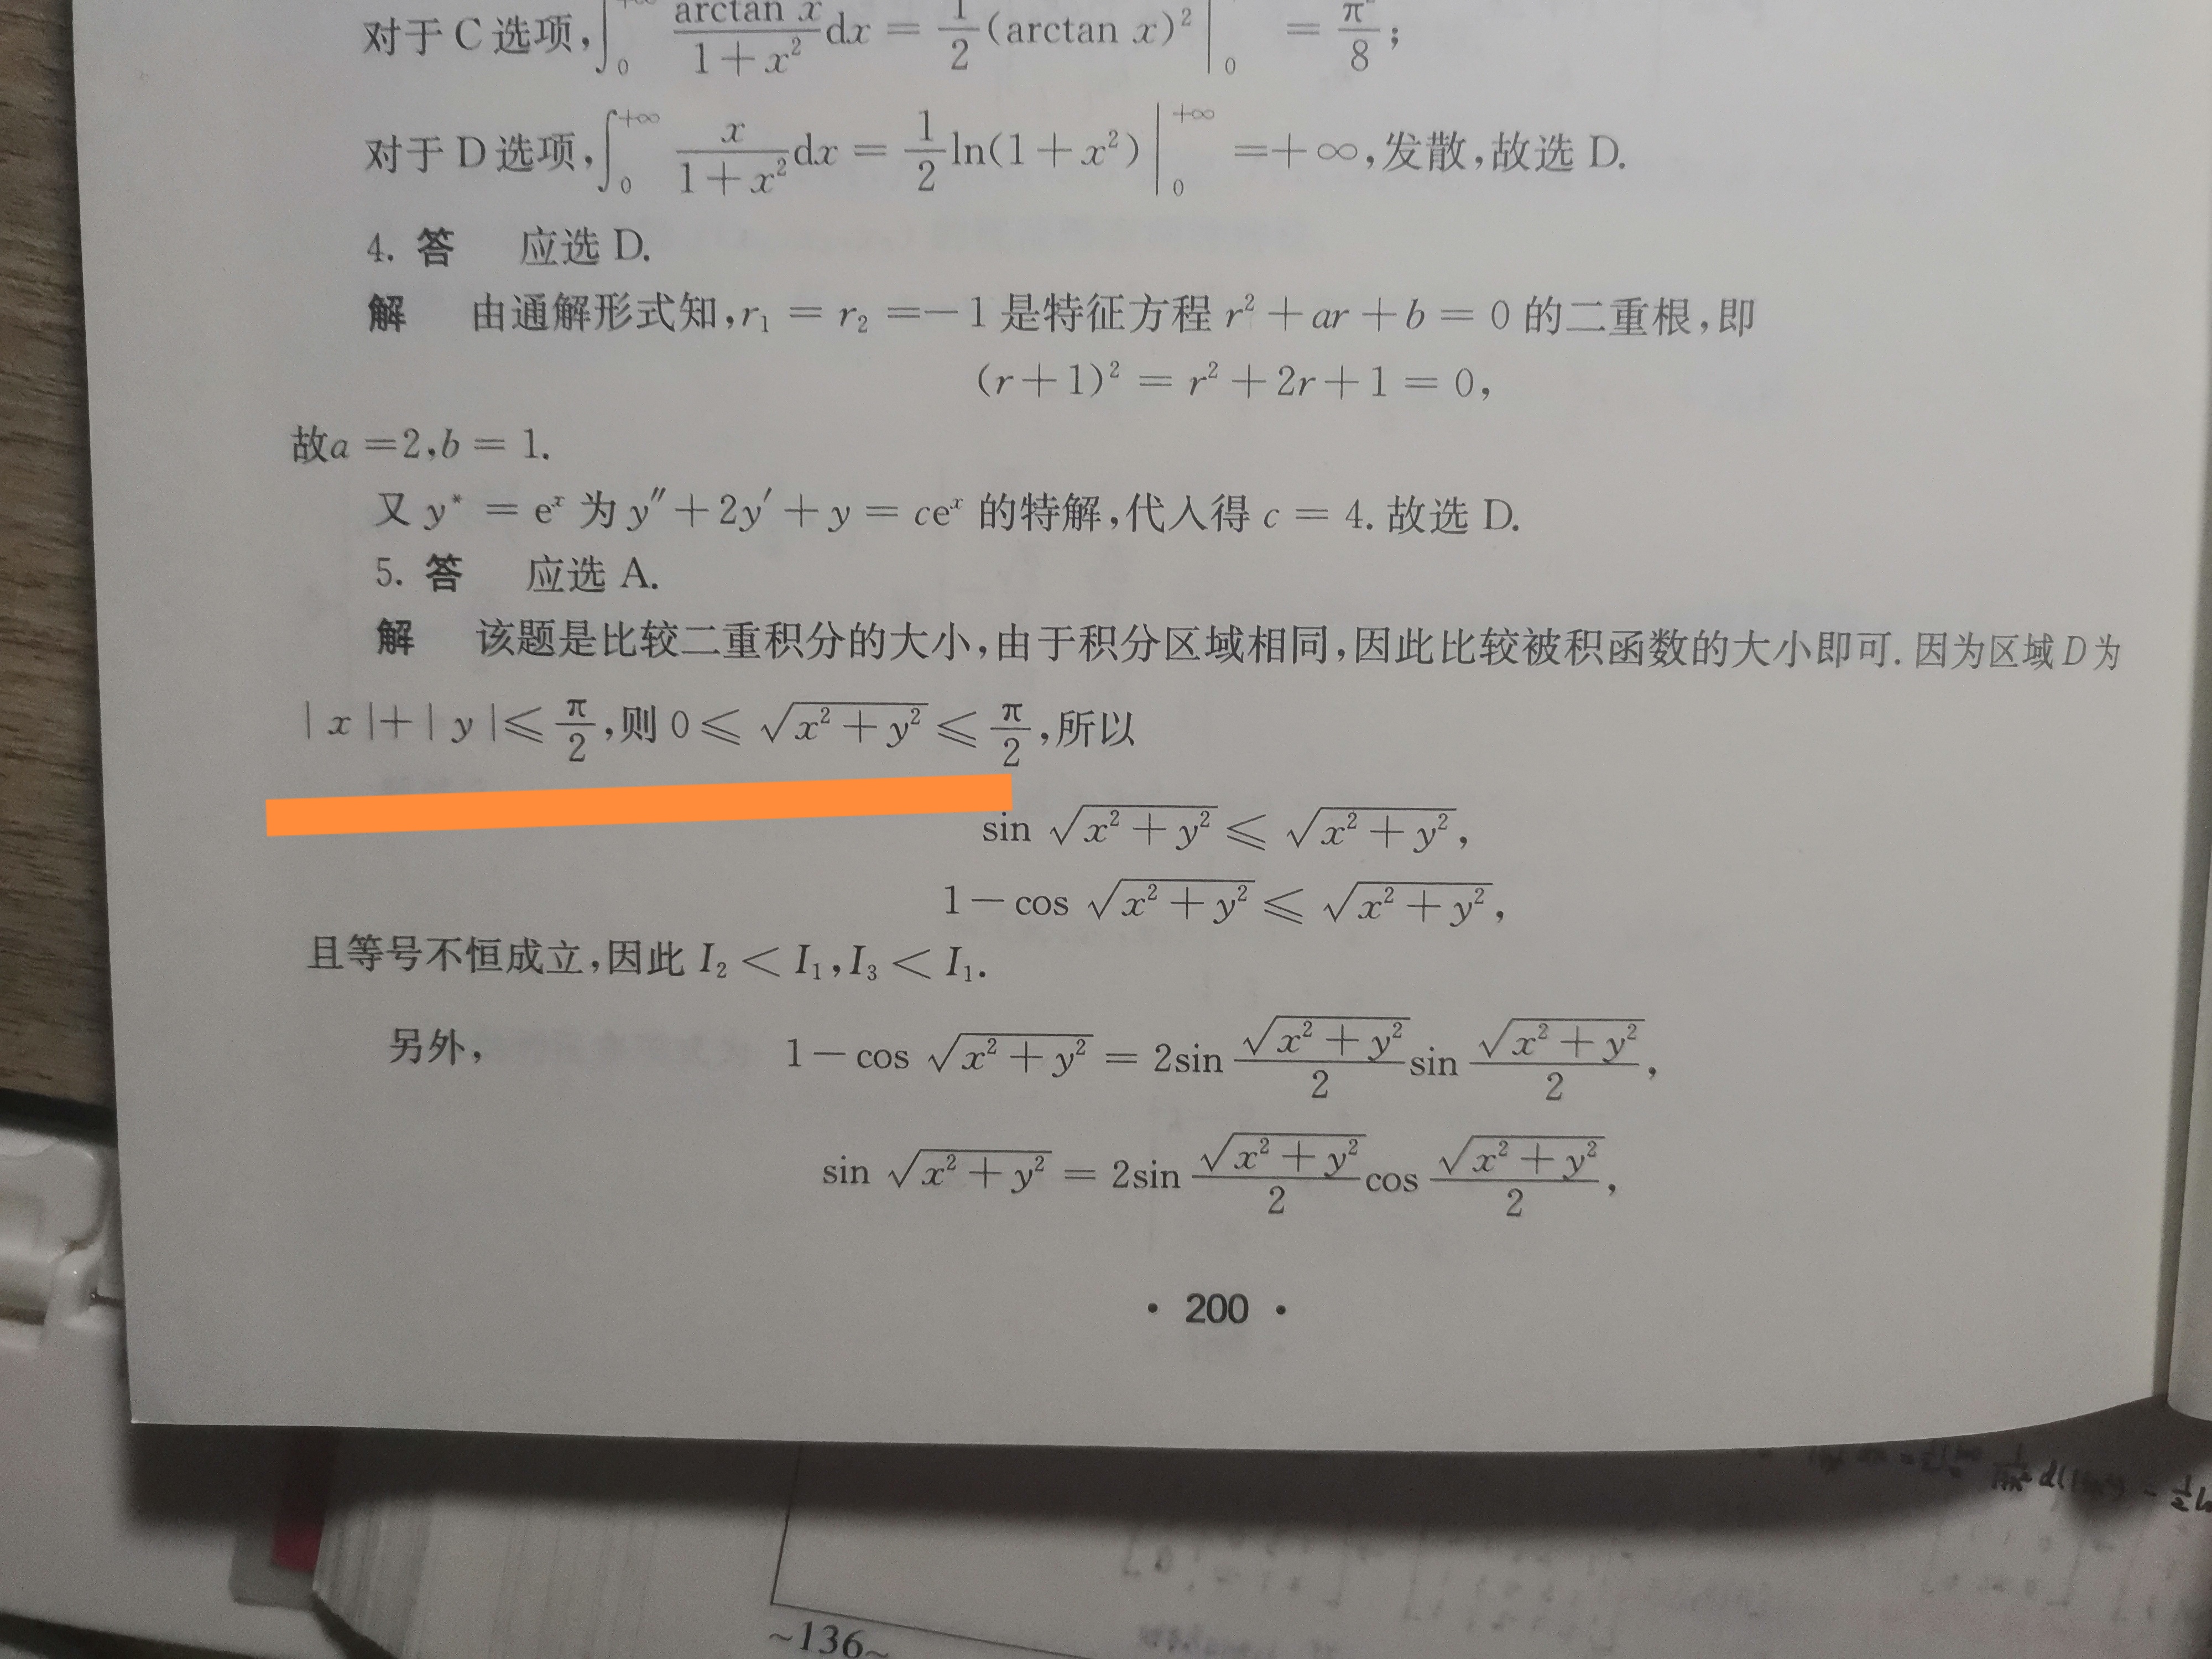 对于 C 选项, ∫₀^{+∞} arctan x/(1+x²) dx = 1/2 (arctan x)² |₀ = π²/8;
对于 D 选项, ∫₀^{+∞} x/(1+x²) dx = 1/2 ln(1+x²) |₀^{+∞} =+∞,发散,故选 D.
4. 答 应选 D.
解 由通解形式知,r₁ = r₂ =−1 是特征方程 r² + ar + b = 0 的二重根,即
(r+1)² = r² + 2r + 1 = 0,
故a =2,b = 1.
又 y* = eˣ 为 y″ + 2y′ + y = ceˣ 的特解,代入得 c = 4. 故选 D.
5. 答 应选 A.
解 该题是比较二重积分的大小,由于积分区域相同,因此比较被积函数的大小即可. 因为区域 D 为
|x|+|y|≤ π/2,则 0≤ √(x²+y²) ≤ π/2,所以
sin √(x²+y²) ≤ √(x²+y²),
1−cos √(x²+y²) ≤ √(x²+y²),
且等号不恒成立,因此 I₂ < I₁,I₃ < I₁.
另外, 1−cos √(x²+y²) = 2sin √(x²+y²)/2 sin √(x²+y²)/2,
sin √(x²+y²) = 2sin √(x²+y²)/2 cos √(x²+y²)/2,
· 200 ·
~136~